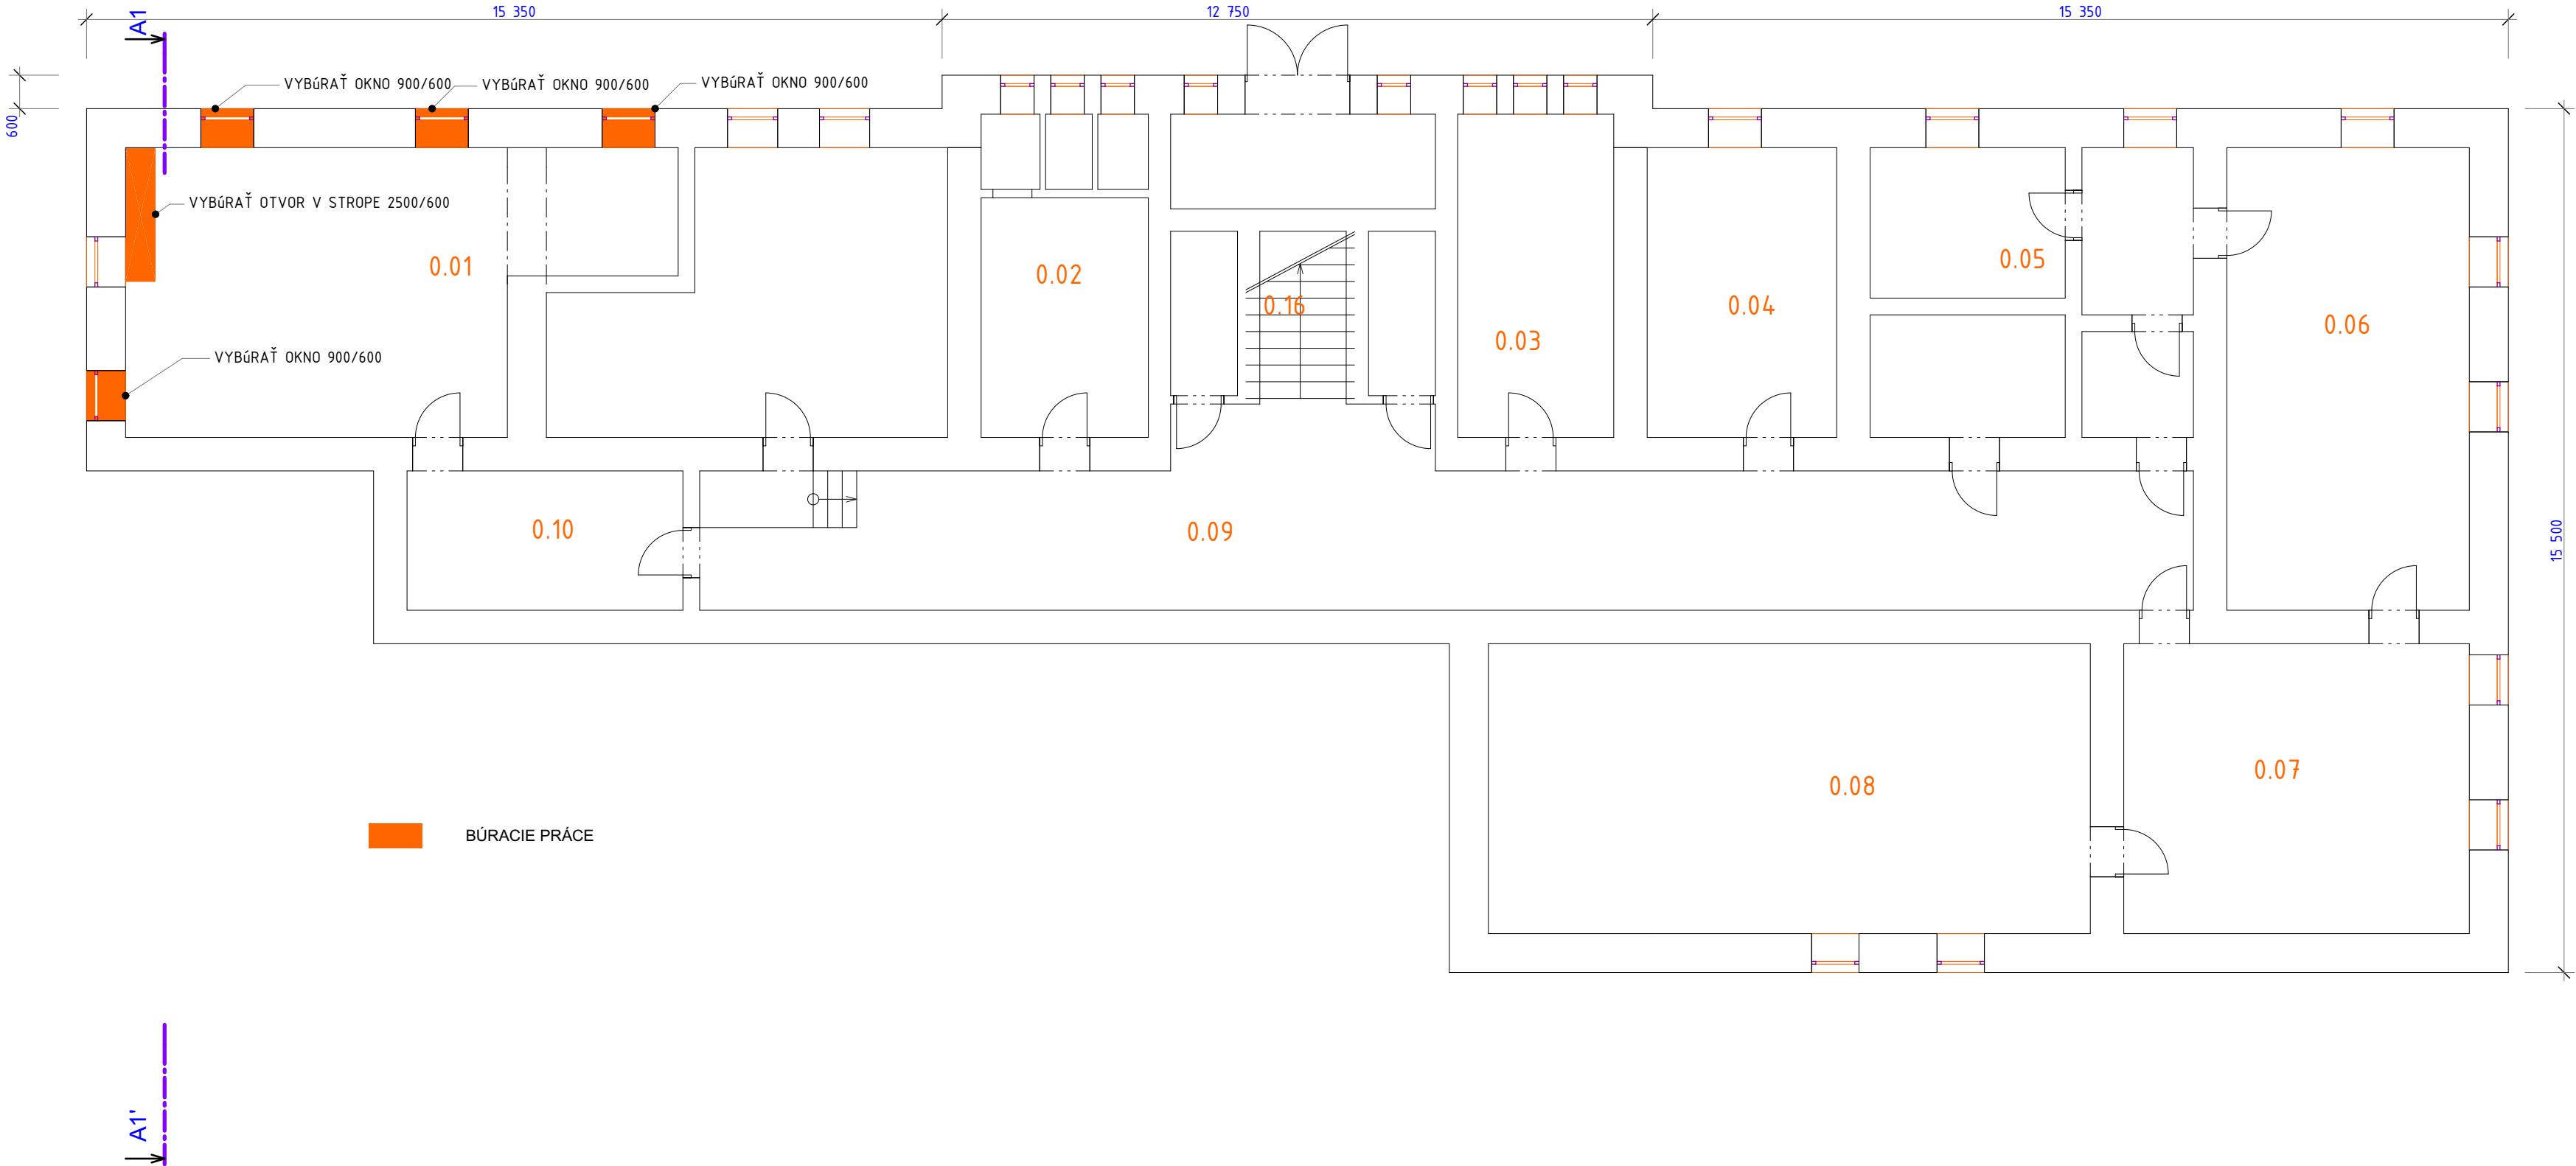 15 350
12 750
15 350
A1
VYBúRAŤ OKNO 900/600
VYBúRAŤ OKNO 900/600
VYBúRAŤ OKNO 900/600
600
VYBúRAŤ OTVOR V STROPE 2500/600
0.01
0.02
0.16
0.03
0.04
0.05
0.06
VYBúRAŤ OKNO 900/600
0.10
0.09
15 500
0.08
0.07
BÚRACIE PRÁCE
A1'